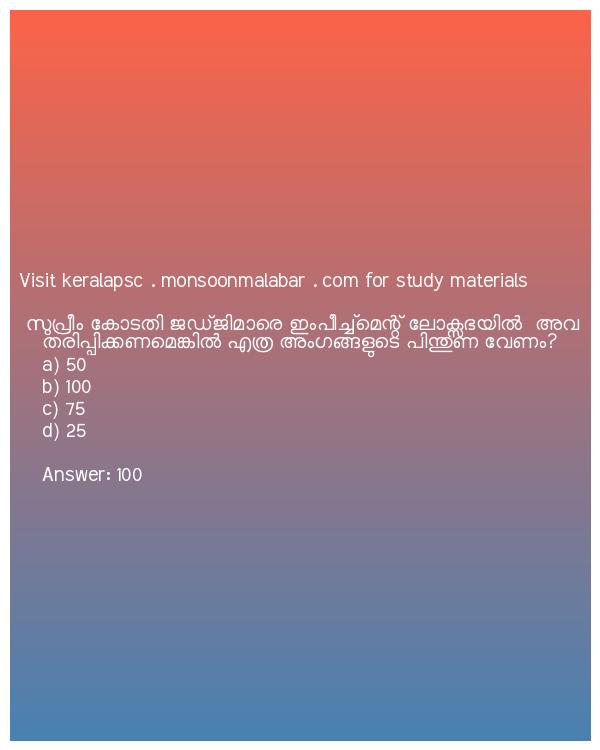 Visit keralapsc . monsoonmalabar . com for study materials
സുപ്രീം കോടതി ജഡ്ജിമാരെ ഇംപീച്ച്മെന്റ് ലോക്സഭയിൽ അവ
തരിപ്പിക്കണമെങ്കിൽ എത്ര അംഗങ്ങളുടെ പിന്തുണ വേണം?
a) 50
b) 100
c) 75
d) 25
Answer: 100